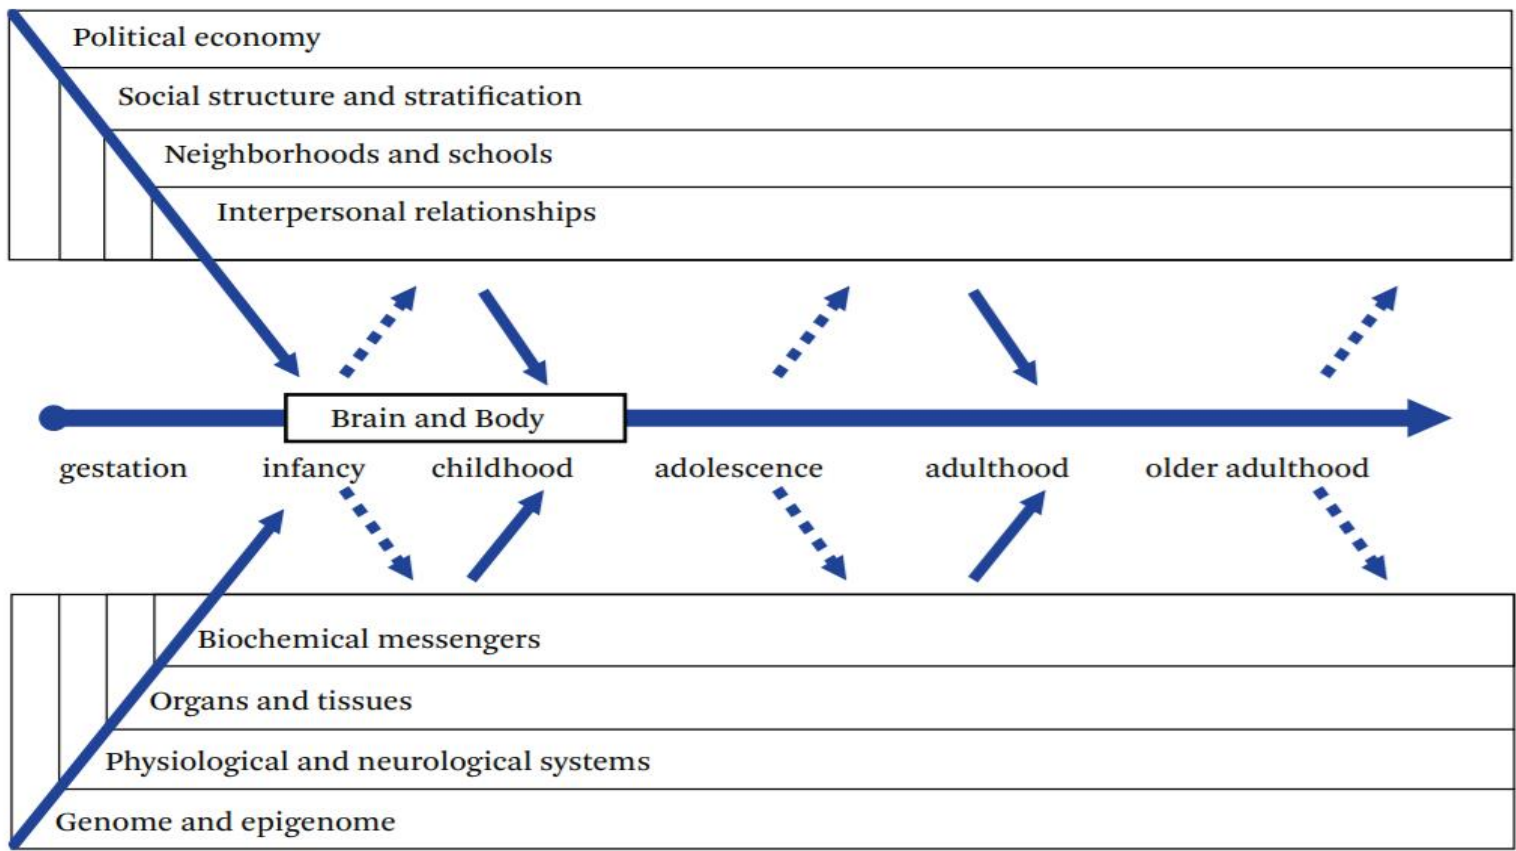 Political economy
Social structure and stratification
Neighborhoods and schools
Interpersonal relationships
Brain and Body
gestation infancy childhood adolescence adulthood older adulthood
Biochemical messengers
Organs and tissues
Physiological and neurological systems
Genome and epigenome